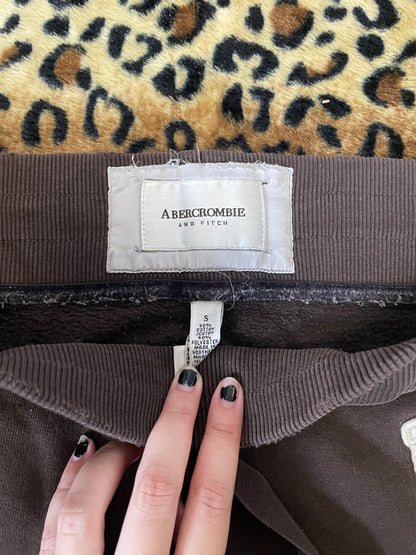 ABERCROMBIE
AND FITCH
S
60%
COTTON
40%
POLYESTER
MADE IN